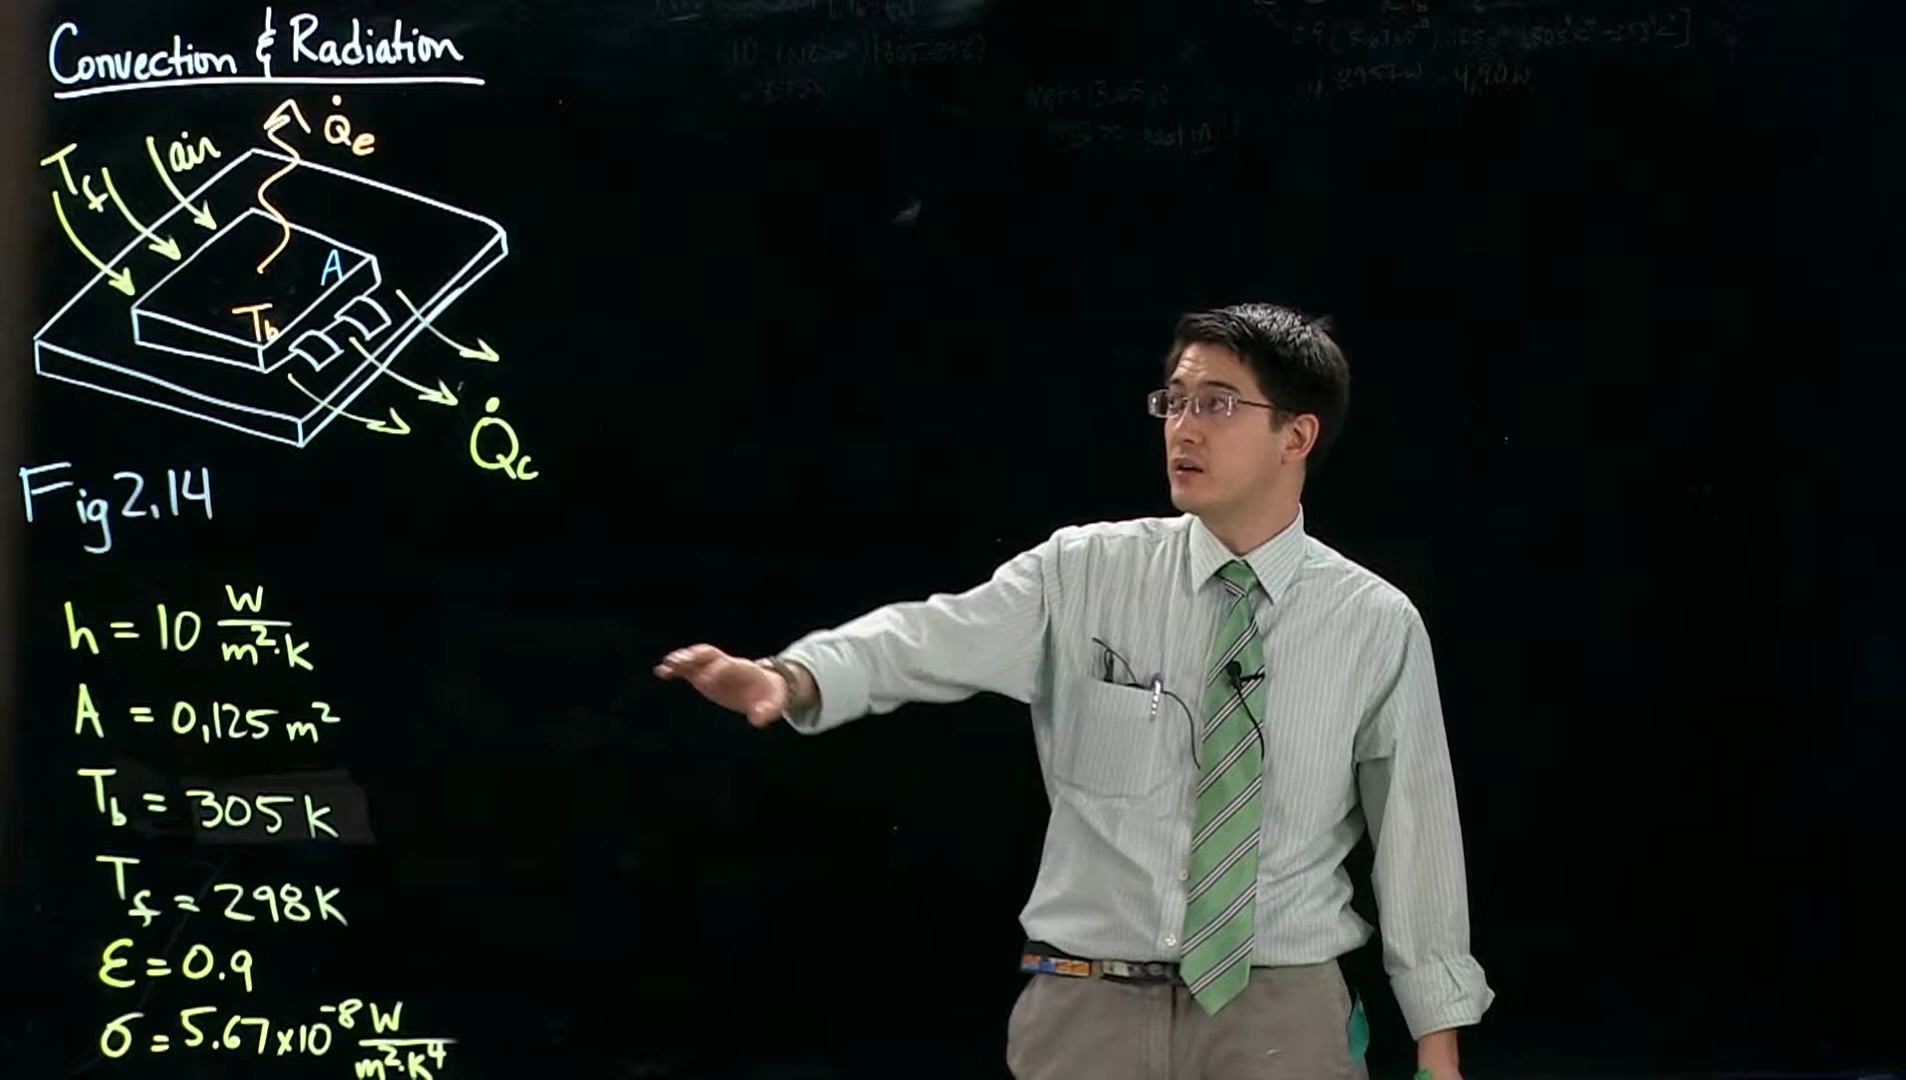 Convection & Radiation
Q̇e
air
Tf
A
Tb
Q̇c
Fig 2.14
h = 10 W/m²·K
A = 0,125 m²
Tb = 305 K
Tf = 298 K
ε = 0.9
σ = 5.67×10⁻⁸ W/m²·K⁴